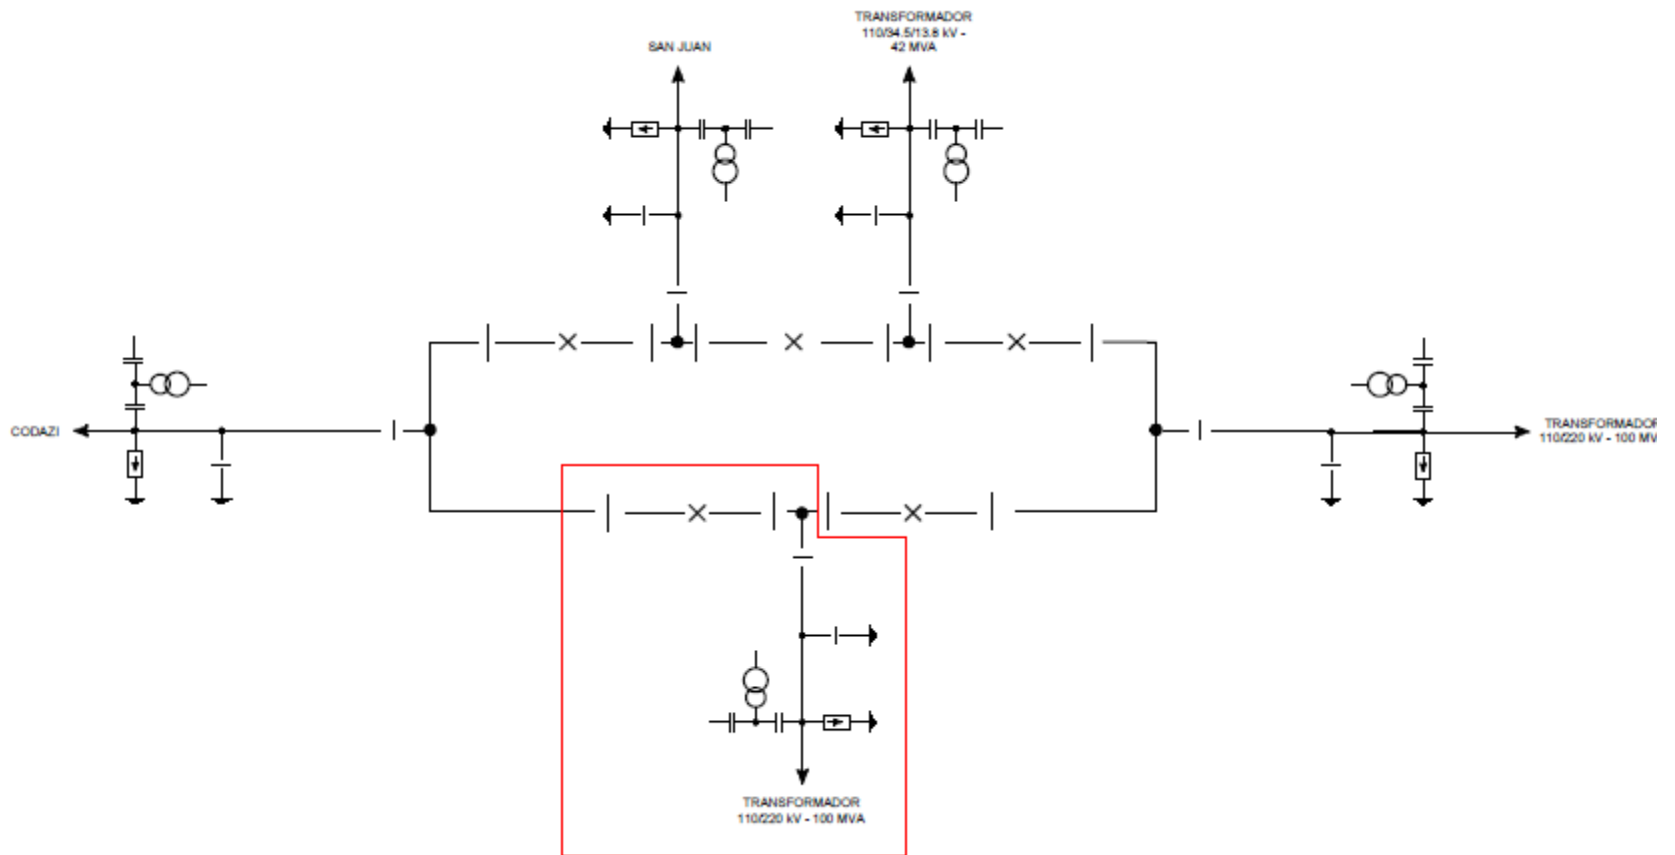 TRANSFORMADOR
110/34.5/13.8 kV -
42 MVA
SAN JUAN
CODAZI
TRANSFORMADOR
110/220 kV - 100 MV
TRANSFORMADOR
110/220 kV - 100 MVA